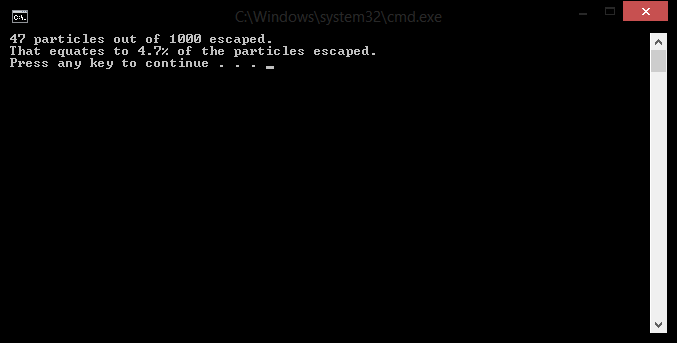 C:\Windows\system32\cmd.exe
47 particles out of 1000 escaped.
That equates to 4.7% of the particles escaped.
Press any key to continue . . . _